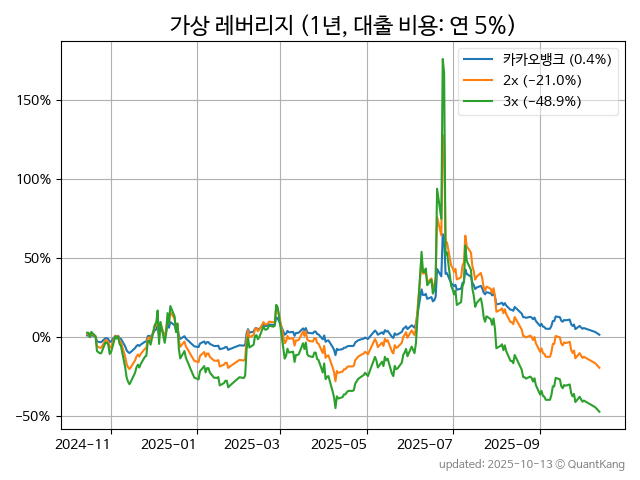 가상 레버리지 (1년, 대출 비용: 연 5%)
카카오뱅크 (0.4%)
2x (−21.0%)
3x (−48.9%)
150%
100%
50%
0%
−50%
2024-11 2025-01 2025-03 2025-05 2025-07 2025-09
updated: 2025-10-13 © QuantKang